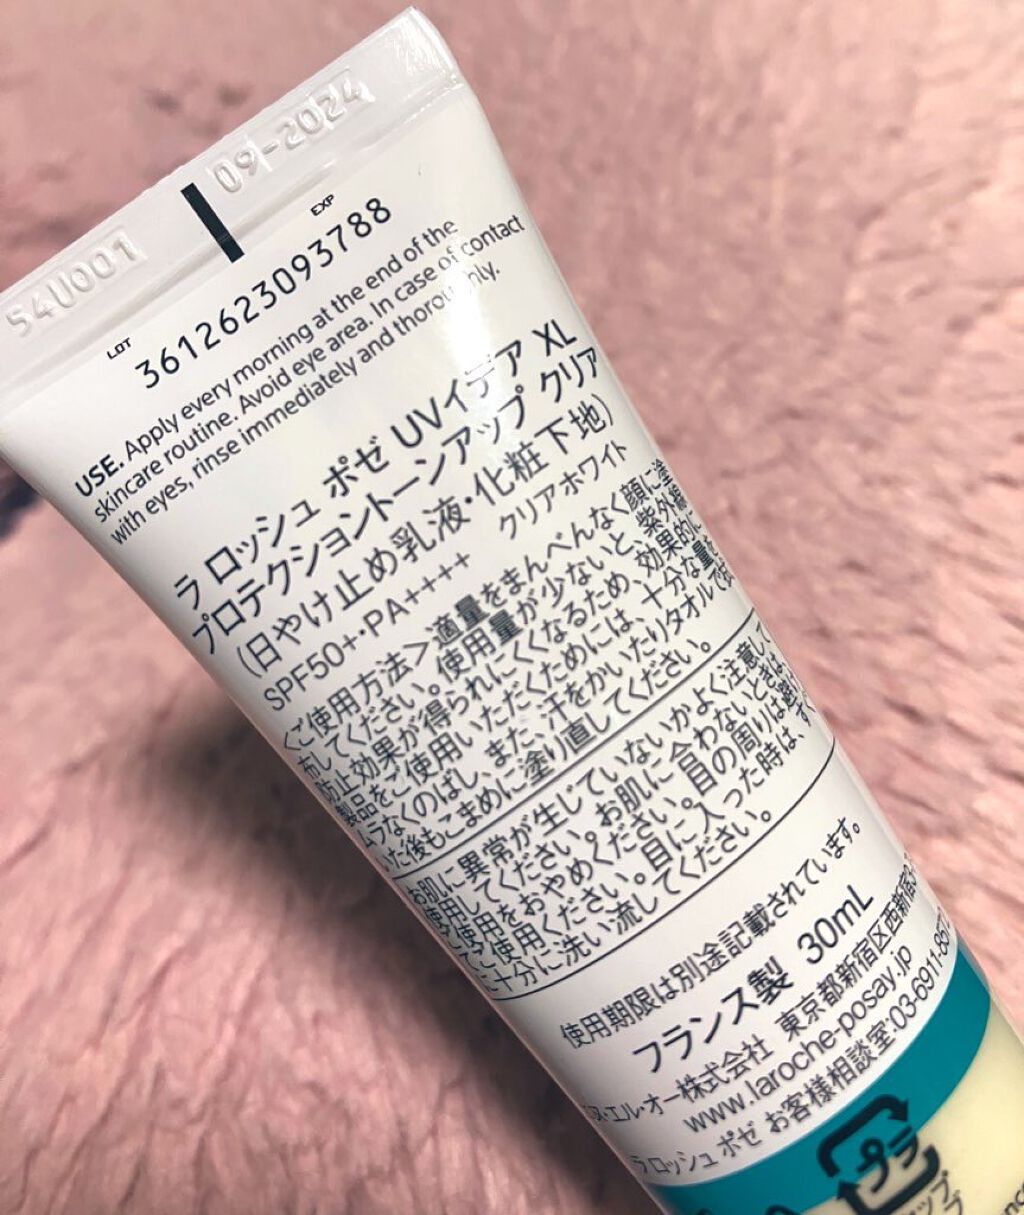 54U001 09-2024
LOT EXP
3612623093788
USE. Apply every morning at the end of the
skincare routine. Avoid eye area. In case of contact
with eyes, rinse immediately and thoroughly.
ラ ロッシュ ポゼ UVイデア XL
プロテクショントーンアップ クリア
(日やけ止め乳液・化粧下地)
SPF50+・PA++++ クリアホワイト
<ご使用方法>適量をまんべんなく顔に塗
布してください。使用量が少ないと、紫外線
防止効果が得られにくくなるため、効果的に
製品をご使用いただくためには、十分な量を
ムラなくのばし、また、汗をかいたりタオルで
いた後もこまめに塗り直してください。
お肌に異常が生じていないかよく注意して
使用してください。お肌に合わないときは、
ご使用をおやめください。目の周りは避
てご使用ください。目に入った時は、す
に十分に洗い流してください。
使用期限は別途記載されています。
フランス製 30mL
エル・オー株式会社 東京都新宿区西新宿
www.laroche-posay.jp
ラ ロッシュ ポゼ お客様相談室:03-6911-857
プラ